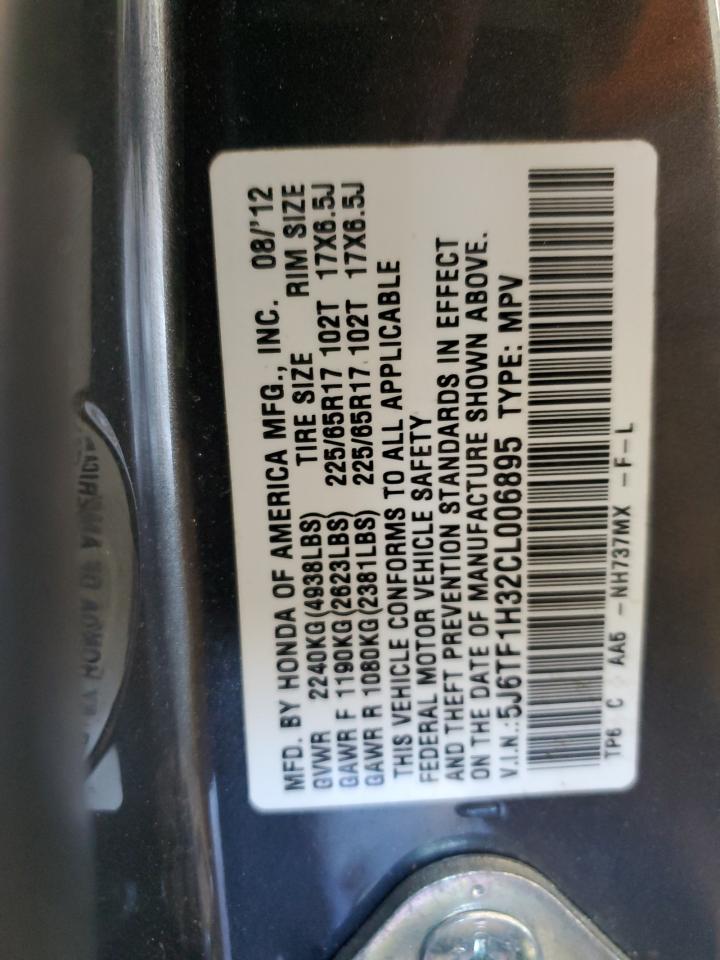 MFD. BY HONDA OF AMERICA MFG., INC. 08/'12
GVWR 2240KG(4938LBS) TIRE SIZE RIM SIZE
GAWR F 1190KG(2623LBS) 225/65R17 102T 17X6.5J
GAWR R 1080KG(2381LBS) 225/65R17 102T 17X6.5J
THIS VEHICLE CONFORMS TO ALL APPLICABLE
FEDERAL MOTOR VEHICLE SAFETY
AND THEFT PREVENTION STANDARDS IN EFFECT
ON THE DATE OF MANUFACTURE SHOWN ABOVE.
V.I.N.: 5J6TF1H32CL006895 TYPE: MPV
TP6 C AA5 -NH737MX -F-L